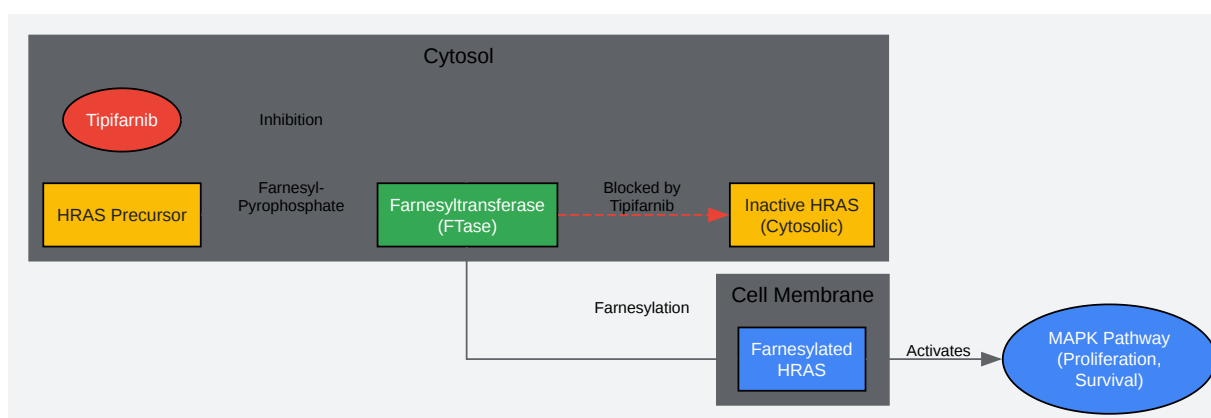 Cytosol
Tipifarnib
Inhibition
HRAS Precursor
Farnesyl-
Pyrophosphate
Farnesyltransferase
(FTase)
Blocked by
Tipifarnib
Inactive HRAS
(Cytosolic)
Farnesylation
Cell Membrane
Farnesylated
HRAS
Activates
MAPK Pathway
(Proliferation,
Survival)